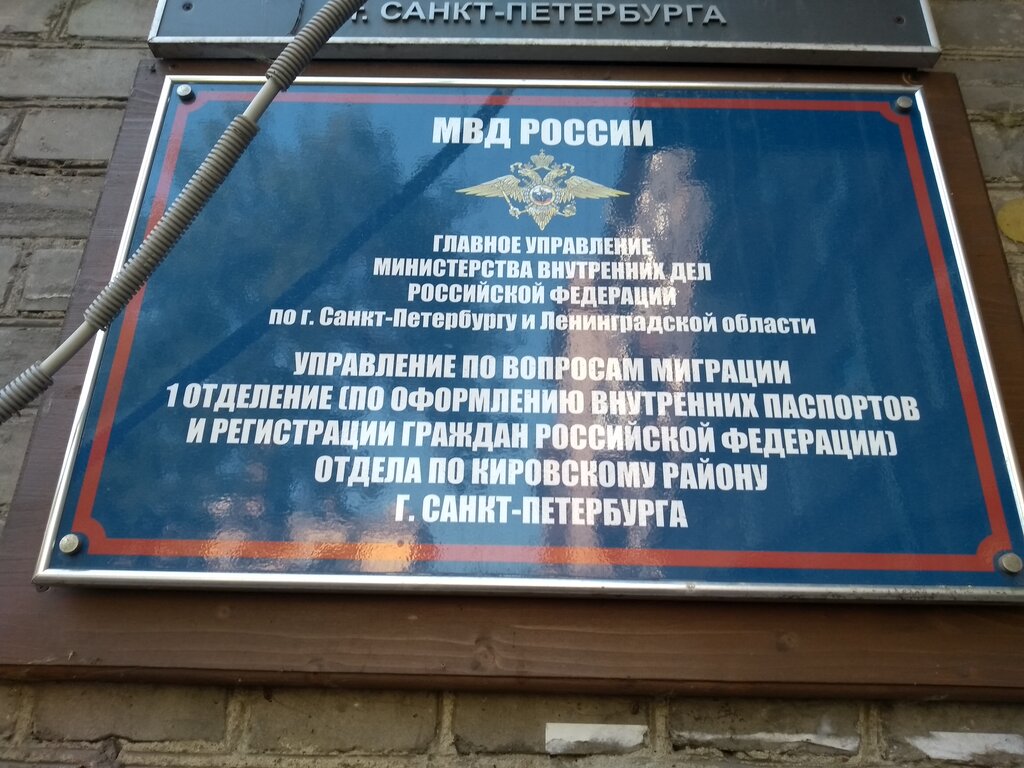 г. САНКТ-ПЕТЕРБУРГА
МВД РОССИИ
ГЛАВНОЕ УПРАВЛЕНИЕ
МИНИСТЕРСТВА ВНУТРЕННИХ ДЕЛ
РОССИЙСКОЙ ФЕДЕРАЦИИ
по г. Санкт-Петербургу и Ленинградской области
УПРАВЛЕНИЕ ПО ВОПРОСАМ МИГРАЦИИ
1 ОТДЕЛЕНИЕ (ПО ОФОРМЛЕНИЮ ВНУТРЕННИХ ПАСПОРТОВ
И РЕГИСТРАЦИИ ГРАЖДАН РОССИЙСКОЙ ФЕДЕРАЦИИ)
ОТДЕЛА ПО КИРОВСКОМУ РАЙОНУ
Г. САНКТ-ПЕТЕРБУРГА